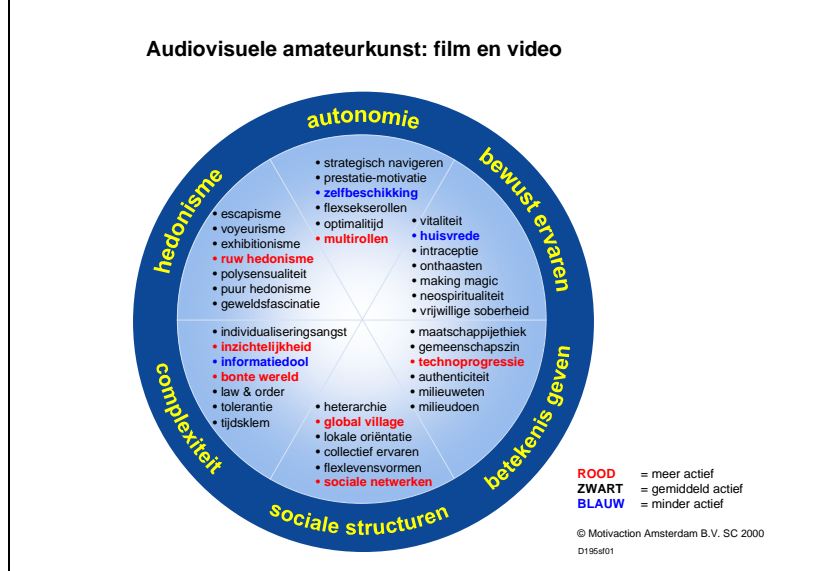 Audiovisuele amateurkunst: film en video
autonomie
• strategisch navigeren
• prestatie-motivatie
• zelfbeschikking
• flexsekserollen
• optimalitijd
• multirollen
bewust ervaren
• vitaliteit
• huisvrede
• intraceptie
• onthaasten
• making magic
• neospiritualiteit
• vrijwillige soberheid
hedonisme
• escapisme
• voyeurisme
• exhibitionisme
• ruw hedonisme
• polysensualiteit
• puur hedonisme
• geweldsfascinatie
complexiteit
• individualiseringsangst
• inzichtelijkheid
• informatiedool
• bonte wereld
• law & order
• tolerantie
• tijdsklem
betekenis geven
• maatschappijethiek
• gemeenschapszin
• technoprogressie
• authenticiteit
• milieuweten
• milieudoen
sociale structuren
• heterarchie
• global village
• lokale oriëntatie
• collectief ervaren
• flexlevensvormen
• sociale netwerken
ROOD = meer actief
ZWART = gemiddeld actief
BLAUW = minder actief
© Motivaction Amsterdam B.V. SC 2000
D195sf01